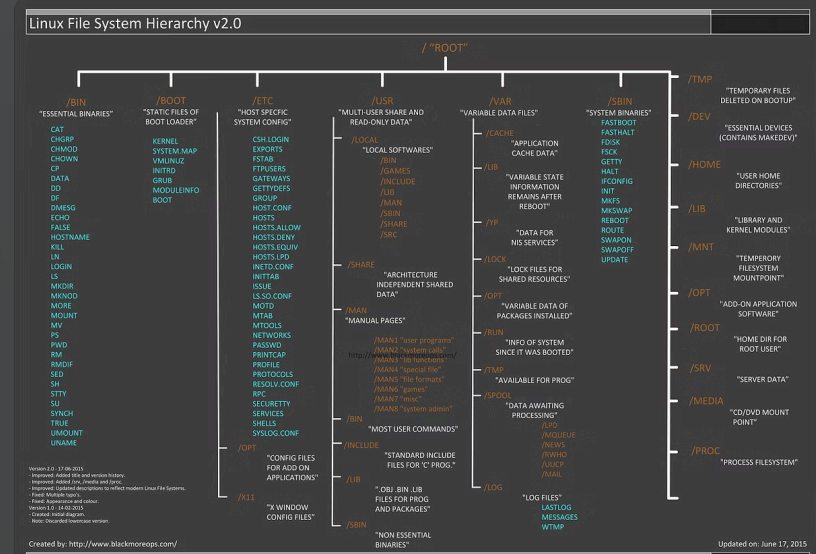 Linux File System Hierarchy v2.0
/ "ROOT"
/BIN
"ESSENTIAL BINARIES"
CAT
CHGRP
CHMOD
CHOWN
CP
DATA
DD
DF
DMESG
ECHO
FALSE
HOSTNAME
KILL
LN
LOGIN
LS
MKDIR
MKNOD
MORE
MOUNT
MV
PS
PWD
RM
RMDIF
SED
SH
STTY
SU
SYNCH
TRUE
UMOUNT
UNAME
/BOOT
"STATIC FILES OF
BOOT LOADER"
KERNEL
SYSTEM.MAP
VMLINUZ
INITRD
GRUB
MODULEINFO
BOOT
/ETC
"HOST SPECFIC
SYSTEM CONFIG"
CSH.LOGIN
EXPORTS
FSTAB
FTPUSERS
GATEWAYS
GETTYDEFS
GROUP
HOST.CONF
HOSTS
HOSTS.ALLOW
HOSTS.DENY
HOSTS.EQUIV
HOSTS.LPD
INETD.CONF
INITTAB
ISSUE
LS.SO.CONF
MOTD
MTAB
MTOOLS
NETWORKS
PASSWD
PRINTCAP
PROFILE
PROTOCOLS
RESOLV.CONF
RPC
SECURETTY
SERVICES
SHELLS
SYSLOG.CONF
/OPT
"CONFIG FILES
FOR ADD ON
APPLICATIONS"
/X11
"X WINDOW
CONFIG FILES"
/USR
"MULTI-USER SHARE AND
READ-ONLY DATA"
/LOCAL
"LOCAL SOFTWARES"
/BIN
/GAMES
/INCLUDE
/LIB
/MAN
/SBIN
/SHARE
/SRC
/SHARE
"ARCHITECTURE
INDEPENDENT SHARED
DATA"
/MAN
"MANUAL PAGES"
/MAN1 "user programs"
/MAN2 "system calls"
/MAN3 "lib functions"
/MAN4 "special file"
/MAN5 "file formats"
/MAN6 "games"
/MAN7 "misc"
/MAN8 "system admin"
/BIN
"MOST USER COMMANDS"
/INCLUDE
"STANDARD INCLUDE
FILES FOR 'C' PROG."
/LIB
".OBJ .BIN .LIB
FILES FOR PROG
AND PACKAGES"
/SBIN
"NON ESSENTIAL
BINARIES"
/VAR
"VARIABLE DATA FILES"
/CACHE
"APPLICATION
CACHE DATA"
/LIB
"VARIABLE STATE
INFORMATION
REMAINS AFTER
REBOOT"
/YP
"DATA FOR
NIS SERVICES"
/LOCK
"LOCK FILES FOR
SHARED RESOURCES"
/OPT
"VARIABLE DATA OF
PACKAGES INSTALLED"
/RUN
"INFO OF SYSTEM
SINCE IT WAS BOOTED"
/TMP
"AVAILABLE FOR PROG"
/SPOOL
"DATA AWAITING
PROCESSING"
/LPD
/MQUEUE
/NEWS
/RWHO
/UUCP
/MAIL
/LOG
"LOG FILES"
LASTLOG
MESSAGES
WTMP
/SBIN
"SYSTEM BINARIES"
FASTBOOT
FASTHALT
FDISK
FSCK
GETTY
HALT
IFCONFIG
INIT
MKFS
MKSWAP
REBOOT
ROUTE
SWAPON
SWAPOFF
UPDATE
/TMP
"TEMPORARY FILES
DELETED ON BOOTUP"
/DEV
"ESSENTIAL DEVICES
(CONTAINS MAKEDEV)"
/HOME
"USER HOME
DIRECTORIES"
/LIB
"LIBRARY AND
KERNEL MODULES"
/MNT
"TEMPERORY
FILESYSTEM
MOUNTPOINT"
/OPT
"ADD-ON APPLICATION
SOFTWARE"
/ROOT
"HOME DIR FOR
ROOT USER"
/SRV
"SERVER DATA"
/MEDIA
"CD/DVD MOUNT
POINT"
/PROC
"PROCESS FILESYSTEM"
Version 2.0 - 17-06-2015
- Improved: Added title and version history.
- Improved: Added /srv, /media and /proc.
- Improved: Updated descriptions to reflect modern Linux File Systems.
- Fixed: Multiple typo's.
- Fixed: Appearance and colour.
Version 1.0 - 14-02-2015
- Created: Initial diagram.
- Note: Discarded lowercase version.
Created by: http://www.blackmoreops.com/
Updated on: June 17, 2015